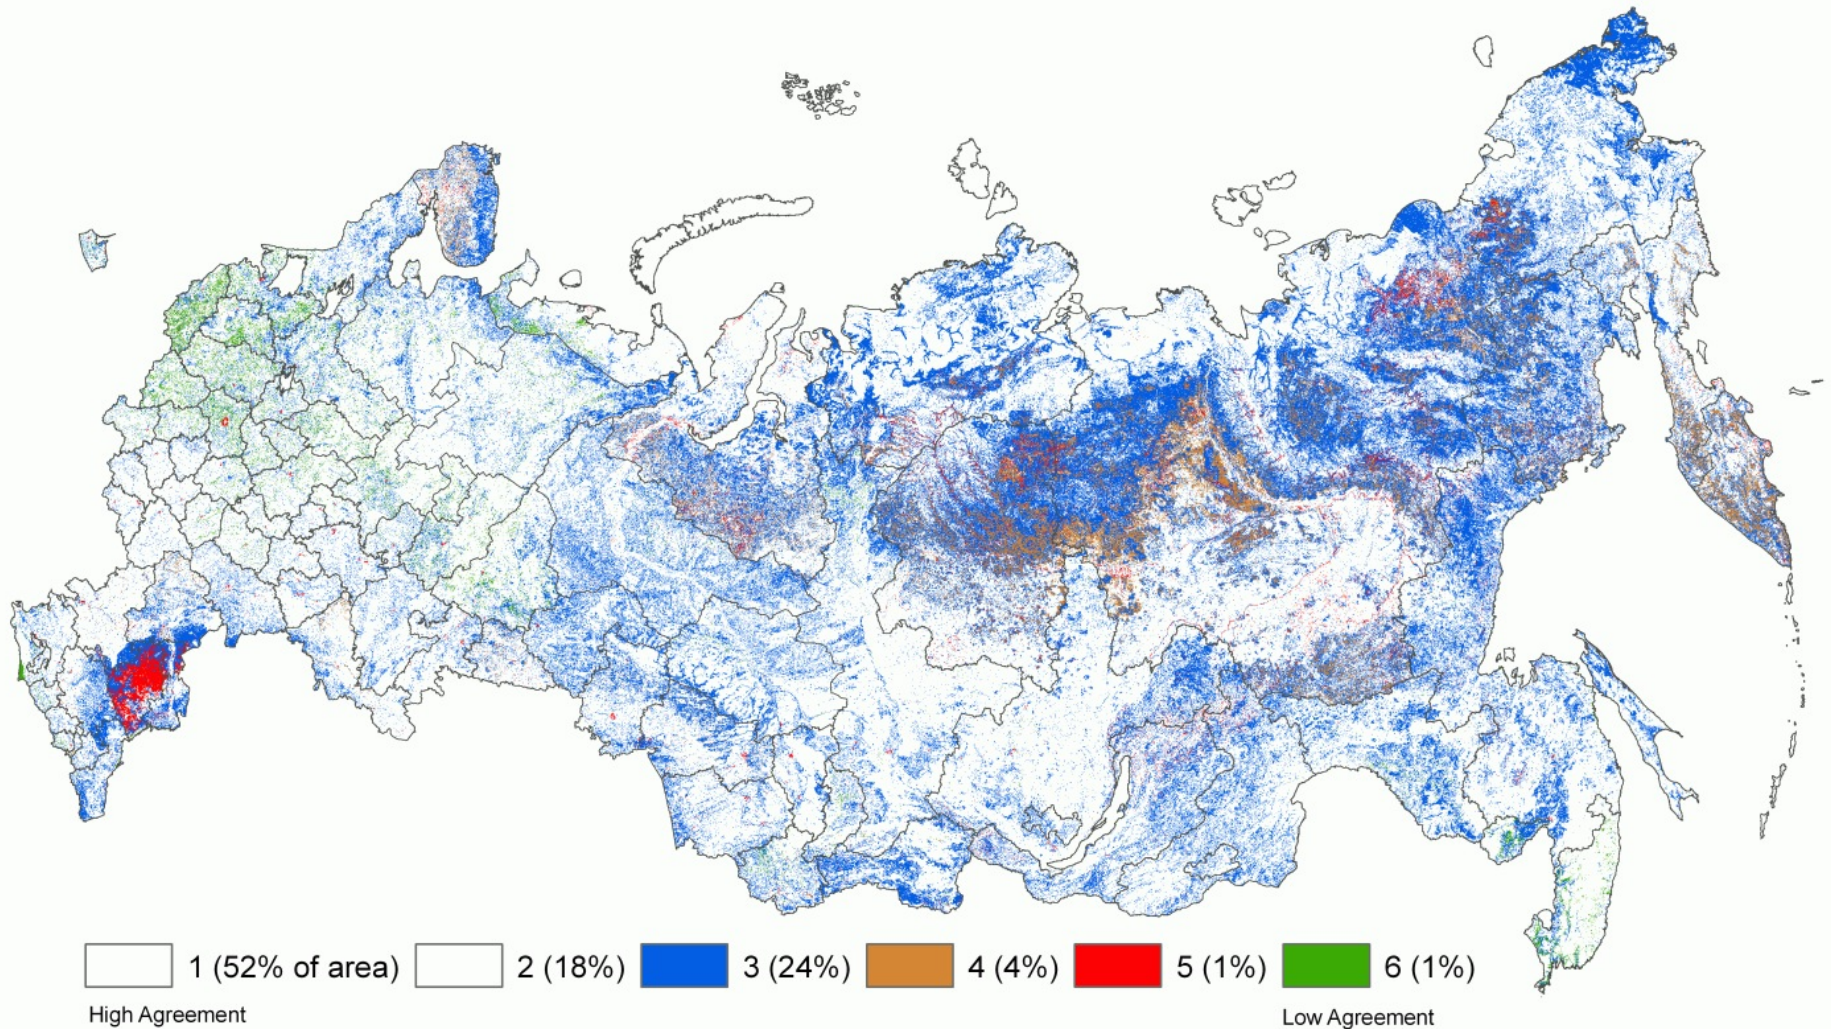 1 (52% of area) 2 (18%) 3 (24%) 4 (4%) 5 (1%) 6 (1%)
High Agreement Low Agreement